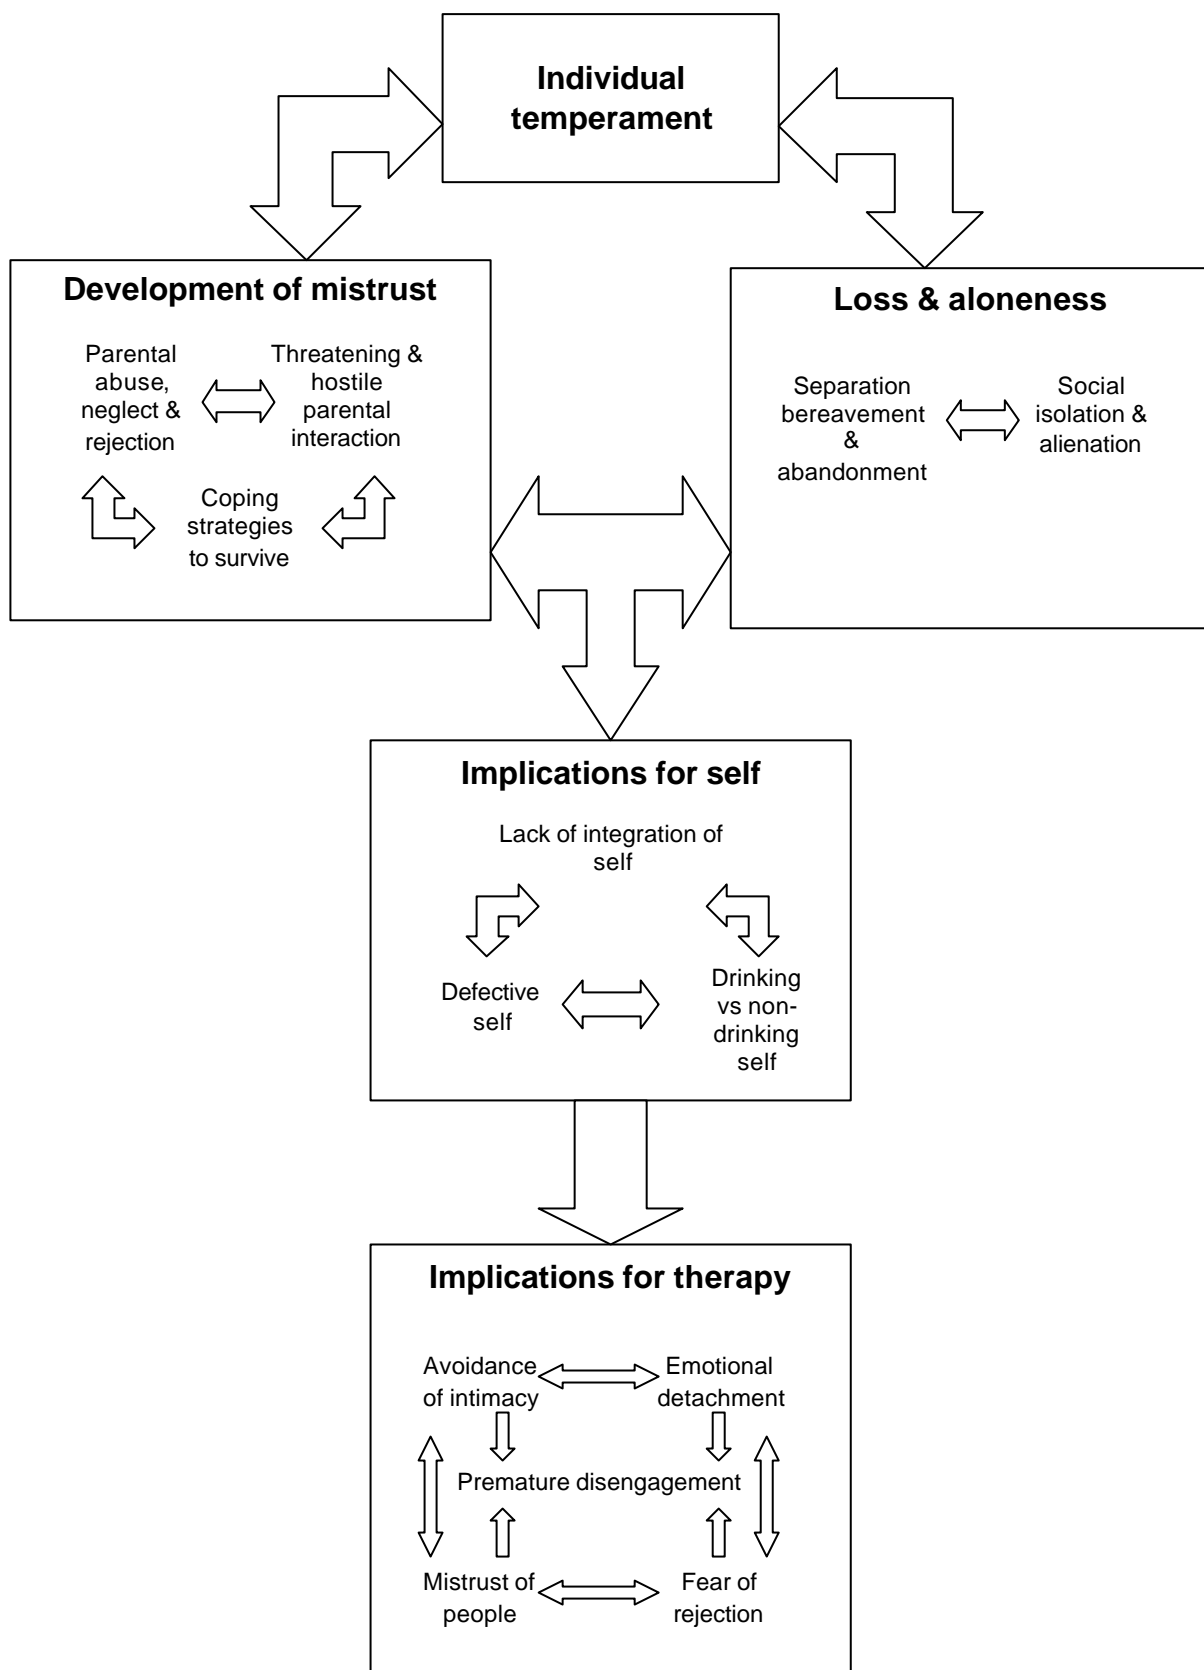 Individual
temperament
Development of mistrust
Parental
abuse,
neglect &
rejection
Threatening &
hostile
parental
interaction
Coping
strategies
to survive
Loss & aloneness
Separation
bereavement
&
abandonment
Social
isolation &
alienation
Implications for self
Lack of integration of
self
Defective
self
Drinking
vs non-
drinking
self
Implications for therapy
Avoidance
of intimacy
Emotional
detachment
Premature disengagement
Mistrust of
people
Fear of
rejection